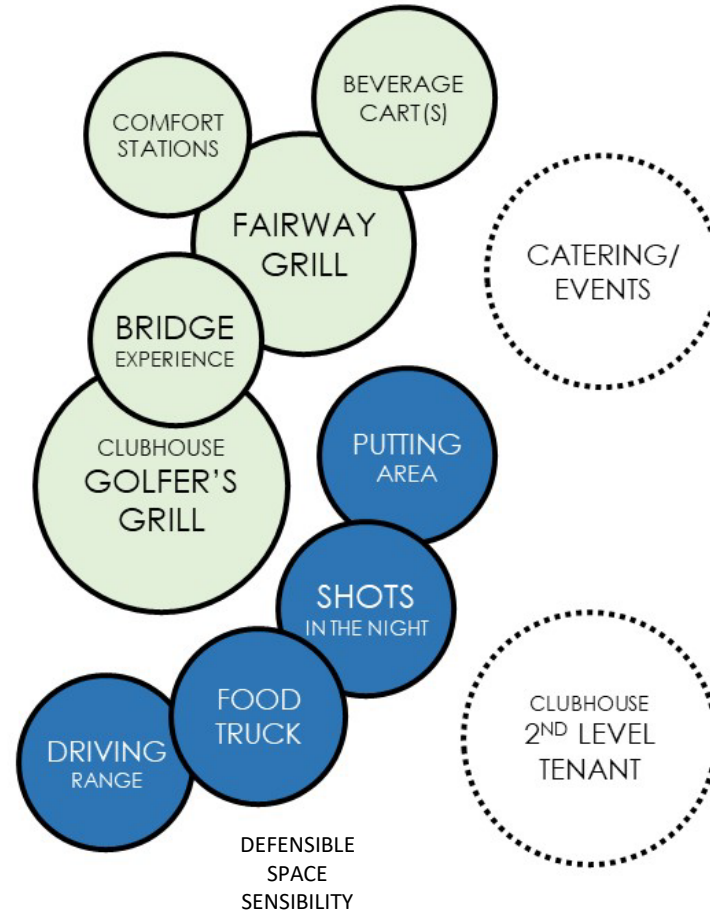 BEVERAGE
CART(S)
COMFORT
STATIONS
FAIRWAY
GRILL
CATERING/
EVENTS
BRIDGE
EXPERIENCE
CLUBHOUSE
GOLFER'S
GRILL
PUTTING
AREA
SHOTS
IN THE NIGHT
FOOD
TRUCK
DRIVING
RANGE
CLUBHOUSE
2ND LEVEL
TENANT
DEFENSIBLE
SPACE
SENSIBILITY